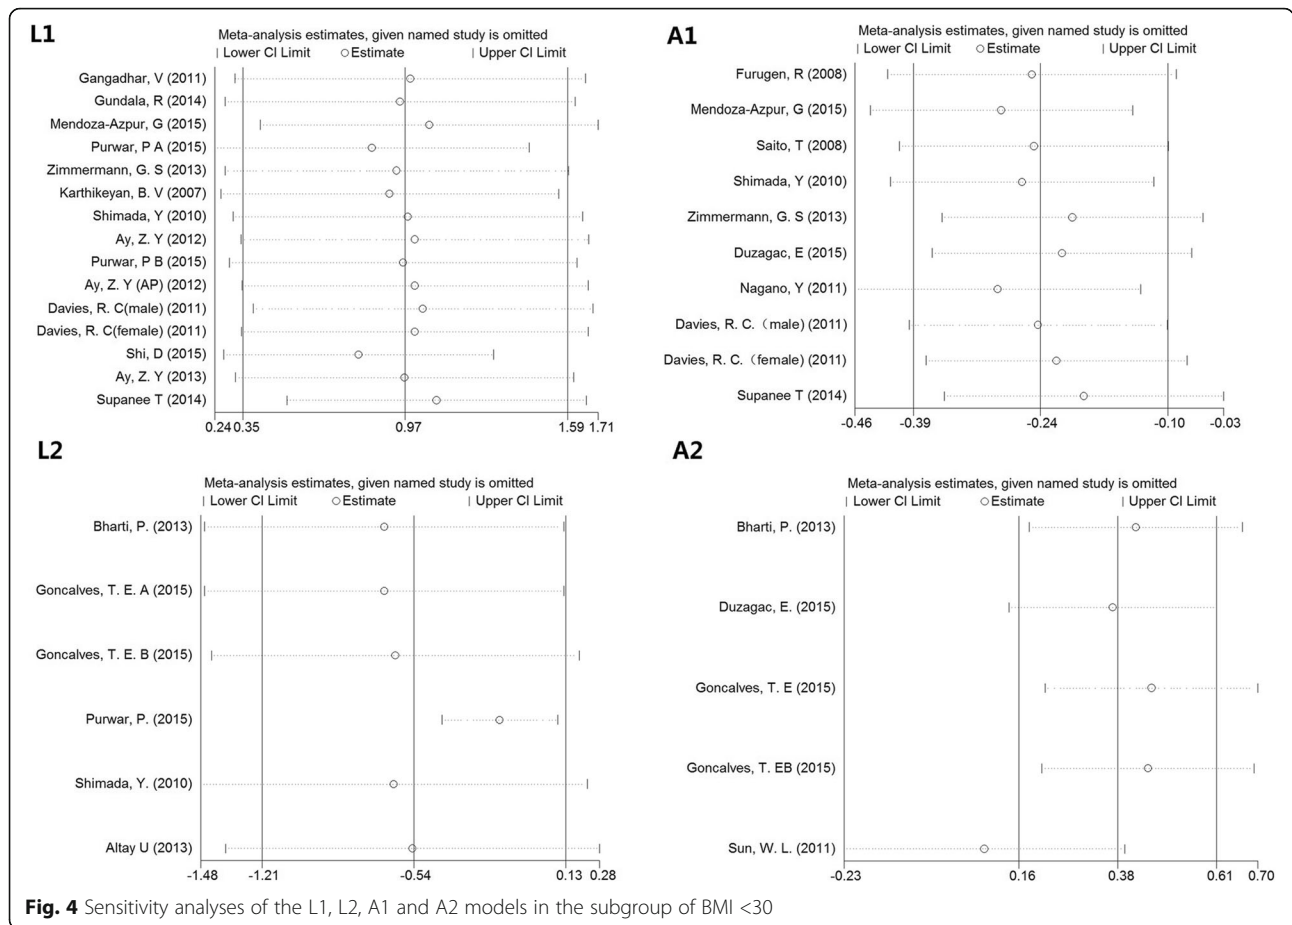 L1
Meta-analysis estimates, given named study is omitted
| Lower CI Limit ○ Estimate | Upper CI Limit
Gangadhar, V (2011)
Gundala, R (2014)
Mendoza-Azpur, G (2015)
Purwar, P A (2015)
Zimmermann, G. S (2013)
Karthikeyan, B. V (2007)
Shimada, Y (2010)
Ay, Z. Y (2012)
Purwar, P B (2015)
Ay, Z. Y (AP) (2012)
Davies, R. C(male) (2011)
Davies, R. C(female) (2011)
Shi, D (2015)
Ay, Z. Y (2013)
Supanee T (2014)
0.24 0.35 0.97 1.59 1.71
A1
Meta-analysis estimates, given named study is omitted
| Lower CI Limit ○ Estimate | Upper CI Limit
Furugen, R (2008)
Mendoza-Azpur, G (2015)
Saito, T (2008)
Shimada, Y (2010)
Zimmermann, G. S (2013)
Duzagac, E (2015)
Nagano, Y (2011)
Davies, R. C.（male) (2011)
Davies, R. C.（female) (2011)
Supanee T (2014)
-0.46 -0.39 -0.24 -0.10 -0.03
L2
Meta-analysis estimates, given named study is omitted
| Lower CI Limit ○ Estimate | Upper CI Limit
Bharti, P. (2013)
Goncalves, T. E. A (2015)
Goncalves, T. E. B (2015)
Purwar, P. (2015)
Shimada, Y. (2010)
Altay U (2013)
-1.48 -1.21 -0.54 0.13 0.28
A2
Meta-analysis estimates, given named study is omitted
| Lower CI Limit ○ Estimate | Upper CI Limit
Bharti, P. (2013)
Duzagac, E. (2015)
Goncalves, T. E (2015)
Goncalves, T. EB (2015)
Sun, W. L. (2011)
-0.23 0.16 0.38 0.61 0.70
Fig. 4 Sensitivity analyses of the L1, L2, A1 and A2 models in the subgroup of BMI <30